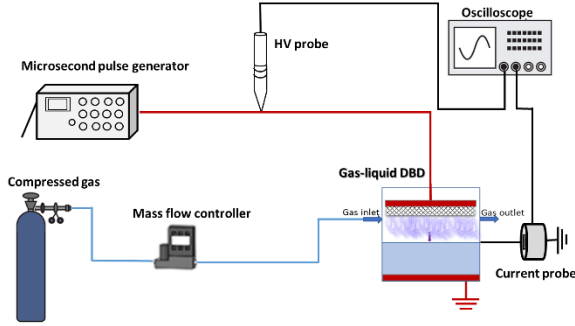 Oscilloscope
HV probe
Microsecond pulse generator
Gas-liquid DBD
Compressed gas
Mass flow controller
Gas inlet
Gas outlet
Current probe